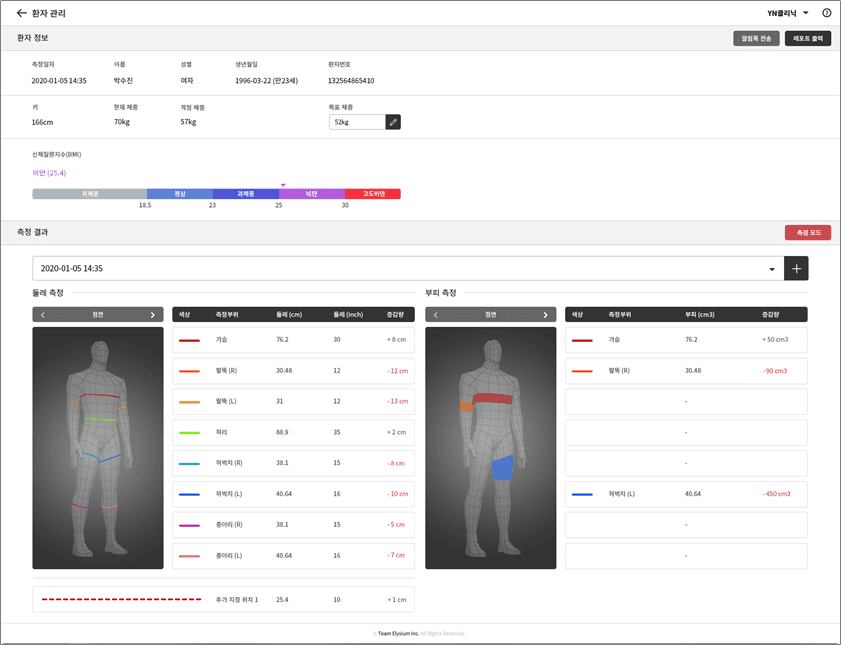 환자 관리 YN클리닉
환자 정보 알림톡 전송 레포트 출력
측정일자 이름 성별 생년월일 환자번호
2020-01-05 14:35 박수진 여자 1996-03-22 (만23세) 132564865410
키 현재 체중 적정 체중 목표 체중
166cm 70kg 57kg 52kg
신체질량지수(BMI)
비만 (25.4)
저체중 정상 과체중 비만 고도비만
18.5 23 25 30
측정 결과 측정 모드
2020-01-05 14:35
둘레 측정 부피 측정
정면 색상 측정부위 둘레 (cm) 둘레 (inch) 증감량 정면 색상 측정부위 부피 (cm3) 증감량
가슴 76.2 30 + 8 cm 가슴 76.2 + 50 cm3
팔뚝 (R) 30.48 12 - 12 cm 팔뚝 (R) 30.48 - 90 cm3
팔뚝 (L) 31 12 - 13 cm -
허리 88.9 35 + 2 cm -
허벅지 (R) 38.1 15 - 8 cm -
허벅지 (L) 40.64 16 - 10 cm 허벅지 (L) 40.64 - 450 cm3
종아리 (R) 38.1 15 - 5 cm -
종아리 (L) 40.64 16 - 7 cm -
추가 지정 위치 1 25.4 10 + 1 cm
© Team Elysium Inc. All Rights Reserved.